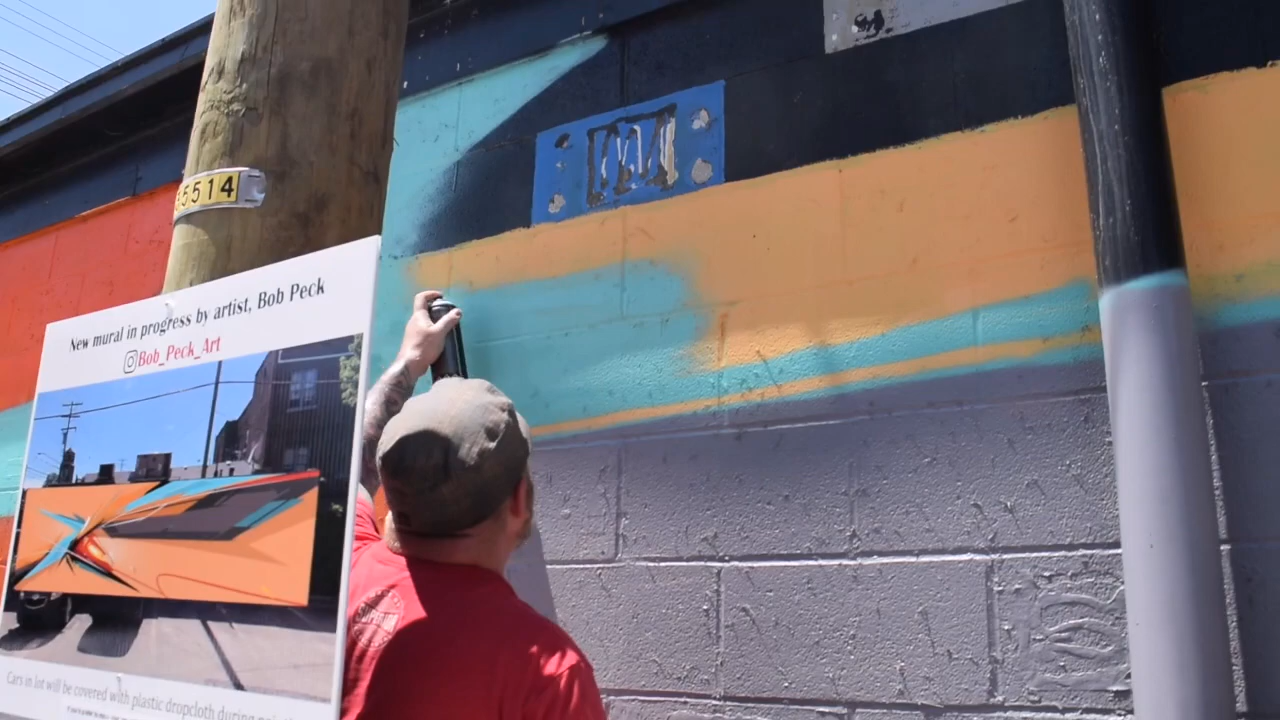 5514
New mural in progress by artist, Bob Peck
Bob_Peck_Art
Cars in lot will be covered with plastic dropcloth during